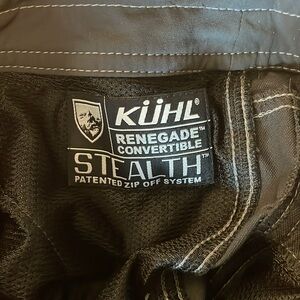 KÜHL®
RENEGADE™
CONVERTIBLE
STEALTH™
PATENTED ZIP OFF SYSTEM